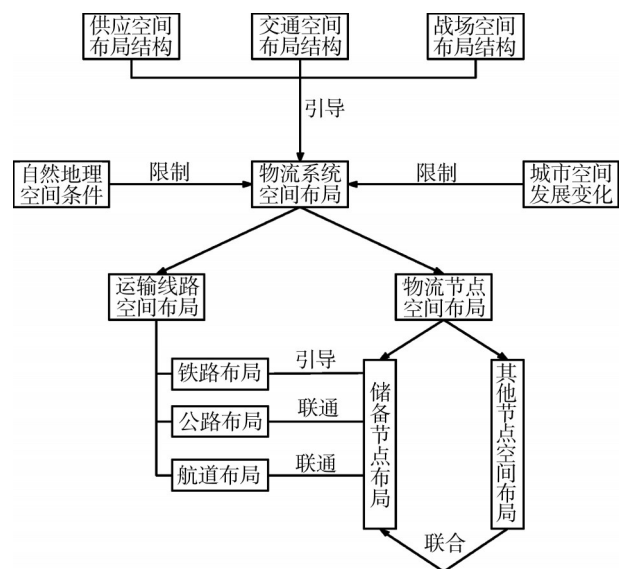 供应空间
布局结构
交通空间
布局结构
战场空间
布局结构
引导
自然地理
空间条件
限制
物流系统
空间布局
限制
城市空间
发展变化
运输线路
空间布局
物流节点
空间布局
铁路布局
引导
公路布局
联通
航道布局
联通
储备节点布局
其他节点空间布局
联合